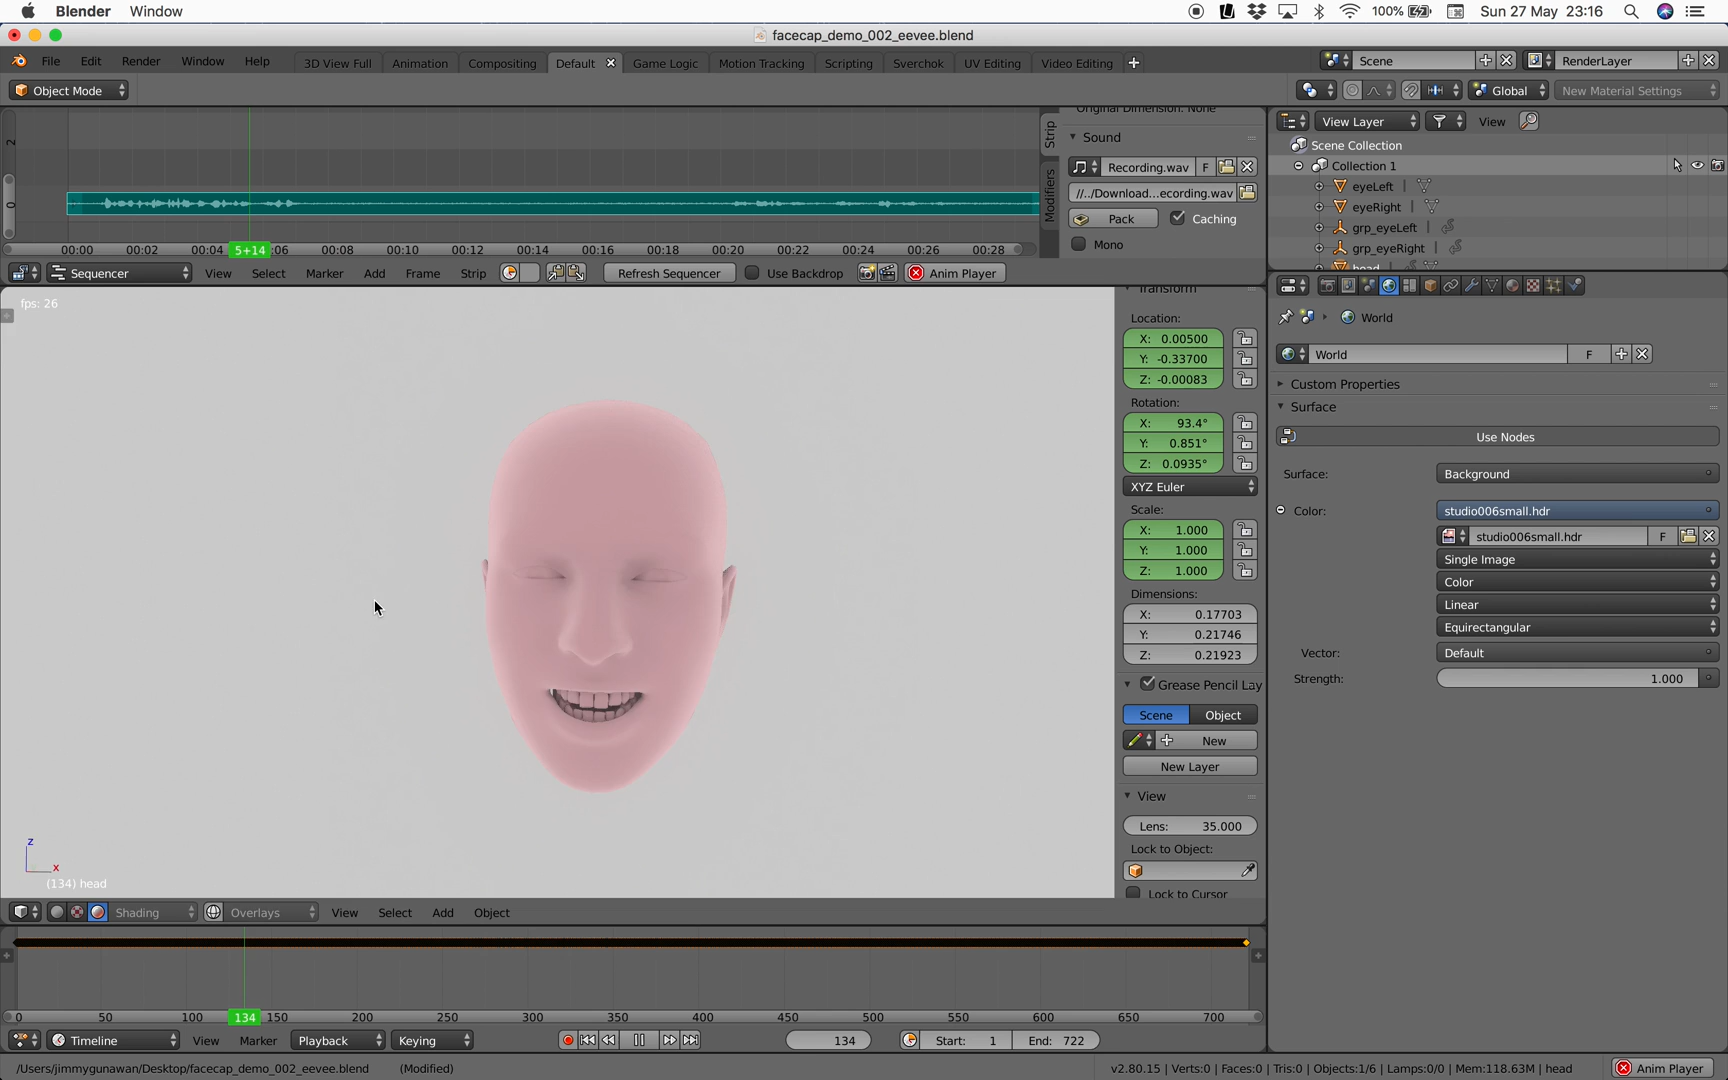 Blender Window 100% Sun 27 May 23:16
facecap_demo_002_eevee.blend
File Edit Render Window Help 3D View Full Animation Compositing Default Game Logic Motion Tracking Scripting Sverchok UV Editing Video Editing Scene RenderLayer
Object Mode Global New Material Settings
Original Dimension: None
View Layer View
Strip
Sound
Scene Collection
Collection 1
Modifiers
Recording.wav F
eyeLeft
//../Download...ecording.wav
eyeRight
Pack Caching
grp_eyeLeft
Mono
grp_eyeRight
head
2
0
00:00 00:02 00:04 5+14 :06 00:08 00:10 00:12 00:14 00:16 00:18 00:20 00:22 00:24 00:26 00:28
Sequencer View Select Marker Add Frame Strip Refresh Sequencer Use Backdrop Anim Player
fps: 26
Transform
Location:
X: 0.00500
Y: -0.33700
Z: -0.00083
Rotation:
X: 93.4°
Y: 0.851°
Z: 0.0935°
XYZ Euler
Scale:
X: 1.000
Y: 1.000
Z: 1.000
Dimensions:
X: 0.17703
Y: 0.21746
Z: 0.21923
Grease Pencil Lay
Scene Object
New
New Layer
View
Lens: 35.000
Lock to Object:
Lock to Cursor
World
World F
Custom Properties
Surface
Use Nodes
Surface: Background
Color: studio006small.hdr
studio006small.hdr F
Single Image
Color
Linear
Equirectangular
Vector: Default
Strength: 1.000
z
x
(134) head
Shading Overlays View Select Add Object
0 50 100 134 150 200 250 300 350 400 450 500 550 600 650 700
Timeline View Marker Playback Keying 134 Start: 1 End: 722
/Users/jimmygunawan/Desktop/facecap_demo_002_eevee.blend (Modified) v2.80.15 | Verts:0 | Faces:0 | Tris:0 | Objects:1/6 | Lamps:0/0 | Mem:118.63M | head Anim Player